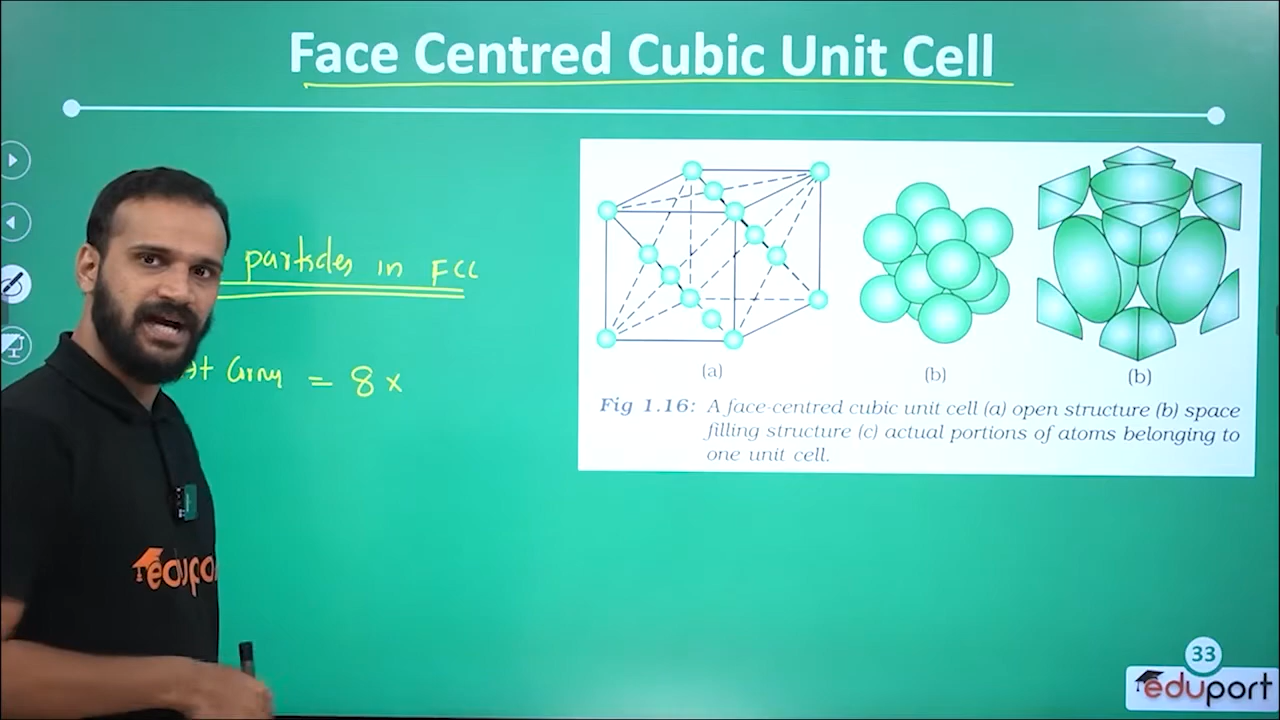 Face Centred Cubic Unit Cell
particles in FCC
= 8 ×
(a)
(b)
(b)
Fig 1.16: A face-centred cubic unit cell (a) open structure (b) space
filling structure (c) actual portions of atoms belonging to
one unit cell.
33
eduport